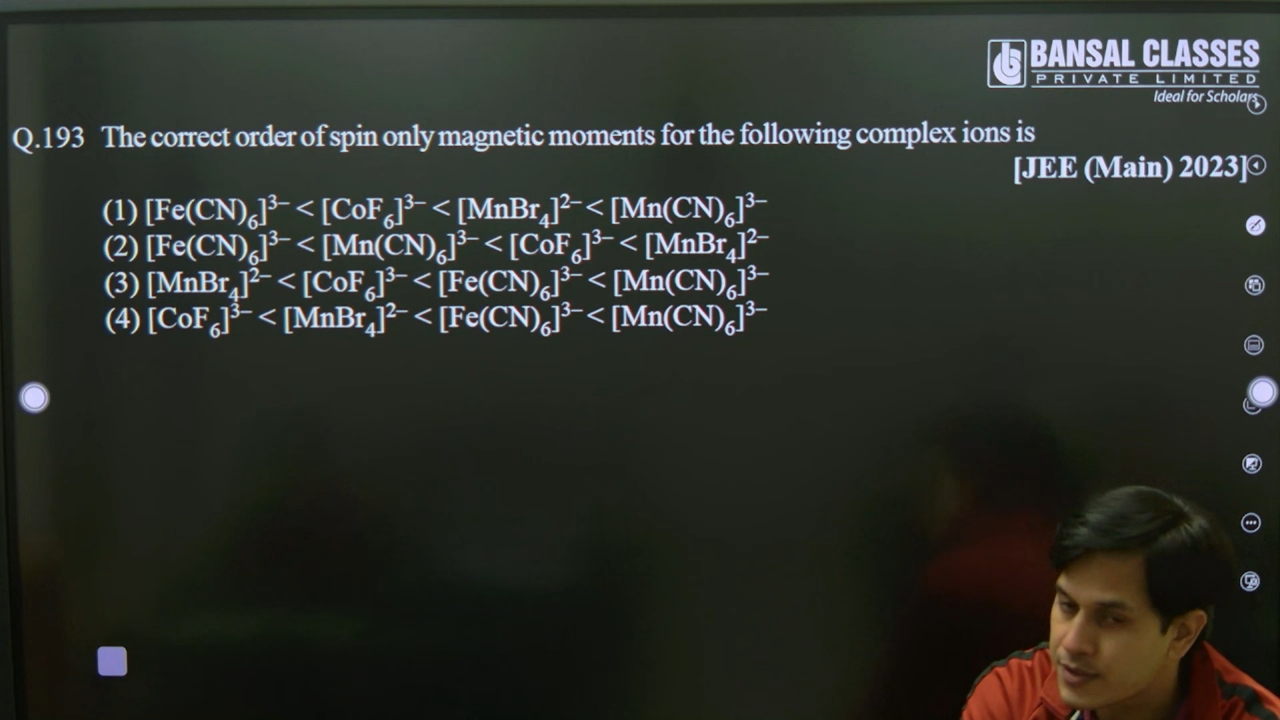 BANSAL CLASSES
PRIVATE LIMITED
Ideal for Scholars
Q.193 The correct order of spin only magnetic moments for the following complex ions is
[JEE (Main) 2023]
(1) [Fe(CN)₆]³⁻ < [CoF₆]³⁻ < [MnBr₄]²⁻ < [Mn(CN)₆]³⁻
(2) [Fe(CN)₆]³⁻ < [Mn(CN)₆]³⁻ < [CoF₆]³⁻ < [MnBr₄]²⁻
(3) [MnBr₄]²⁻ < [CoF₆]³⁻ < [Fe(CN)₆]³⁻ < [Mn(CN)₆]³⁻
(4) [CoF₆]³⁻ < [MnBr₄]²⁻ < [Fe(CN)₆]³⁻ < [Mn(CN)₆]³⁻